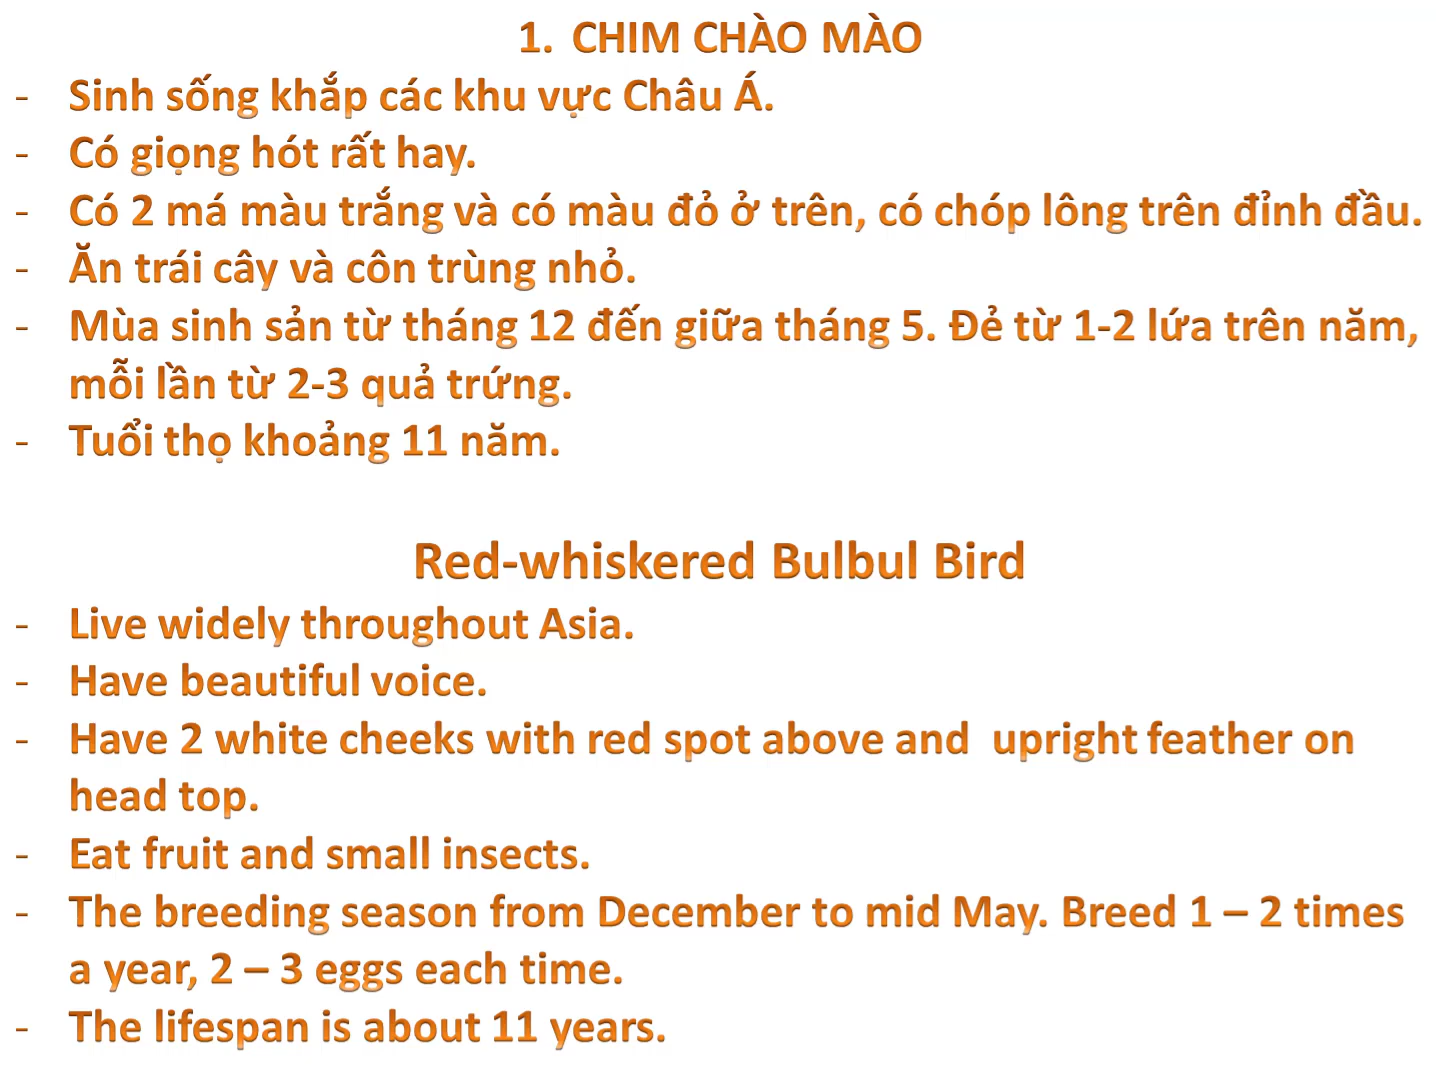 1. CHIM CHÀO MÀO
- Sinh sống khắp các khu vực Châu Á.
- Có giọng hót rất hay.
- Có 2 má màu trắng và có màu đỏ ở trên, có chóp lông trên đỉnh đầu.
- Ăn trái cây và côn trùng nhỏ.
- Mùa sinh sản từ tháng 12 đến giữa tháng 5. Đẻ từ 1-2 lứa trên năm,
mỗi lần từ 2-3 quả trứng.
- Tuổi thọ khoảng 11 năm.
Red-whiskered Bulbul Bird
- Live widely throughout Asia.
- Have beautiful voice.
- Have 2 white cheeks with red spot above and  upright feather on
head top.
- Eat fruit and small insects.
- The breeding season from December to mid May. Breed 1 – 2 times
a year, 2 – 3 eggs each time.
- The lifespan is about 11 years.